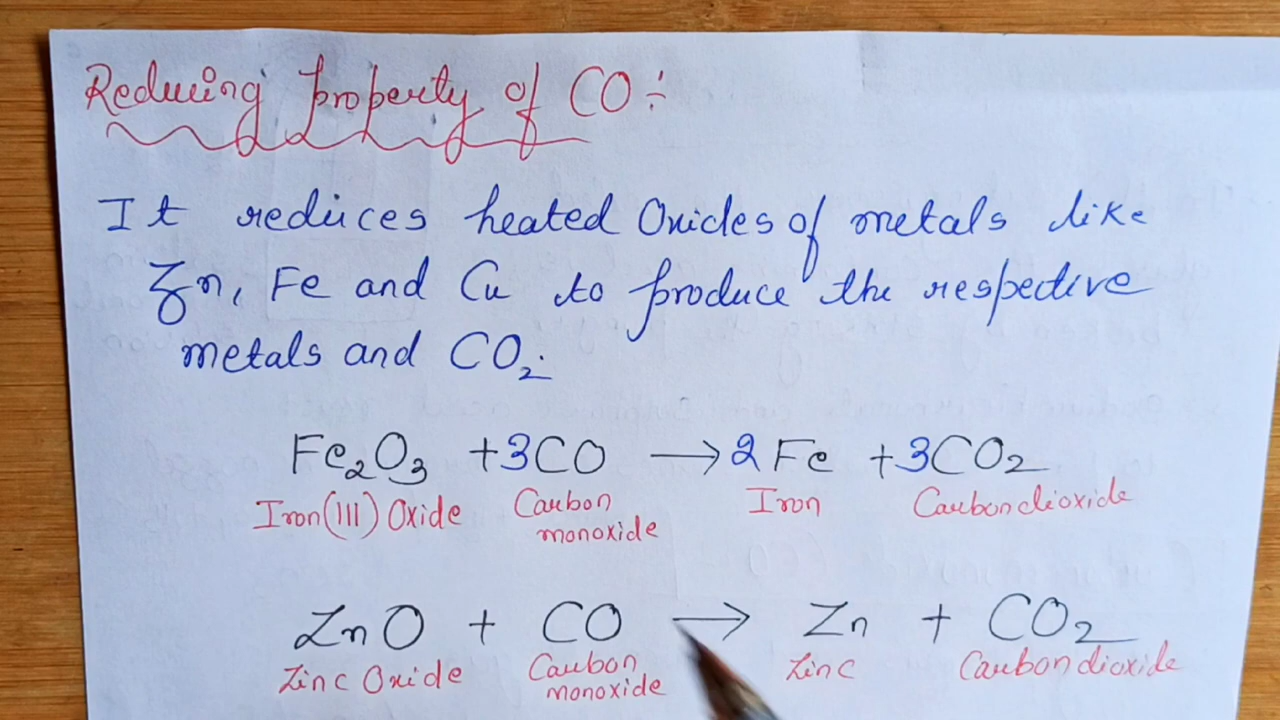 Reducing property of CO :-
It reduces heated Oxides of metals like
Zn, Fe and Cu to produce the respective
metals and CO₂.
Fe₂O₃ + 3CO → 2Fe + 3CO₂
Iron(III) Oxide Carbon monoxide Iron Carbondioxide
ZnO + CO → Zn + CO₂
Zinc Oxide Carbon monoxide Zinc Carbondioxide